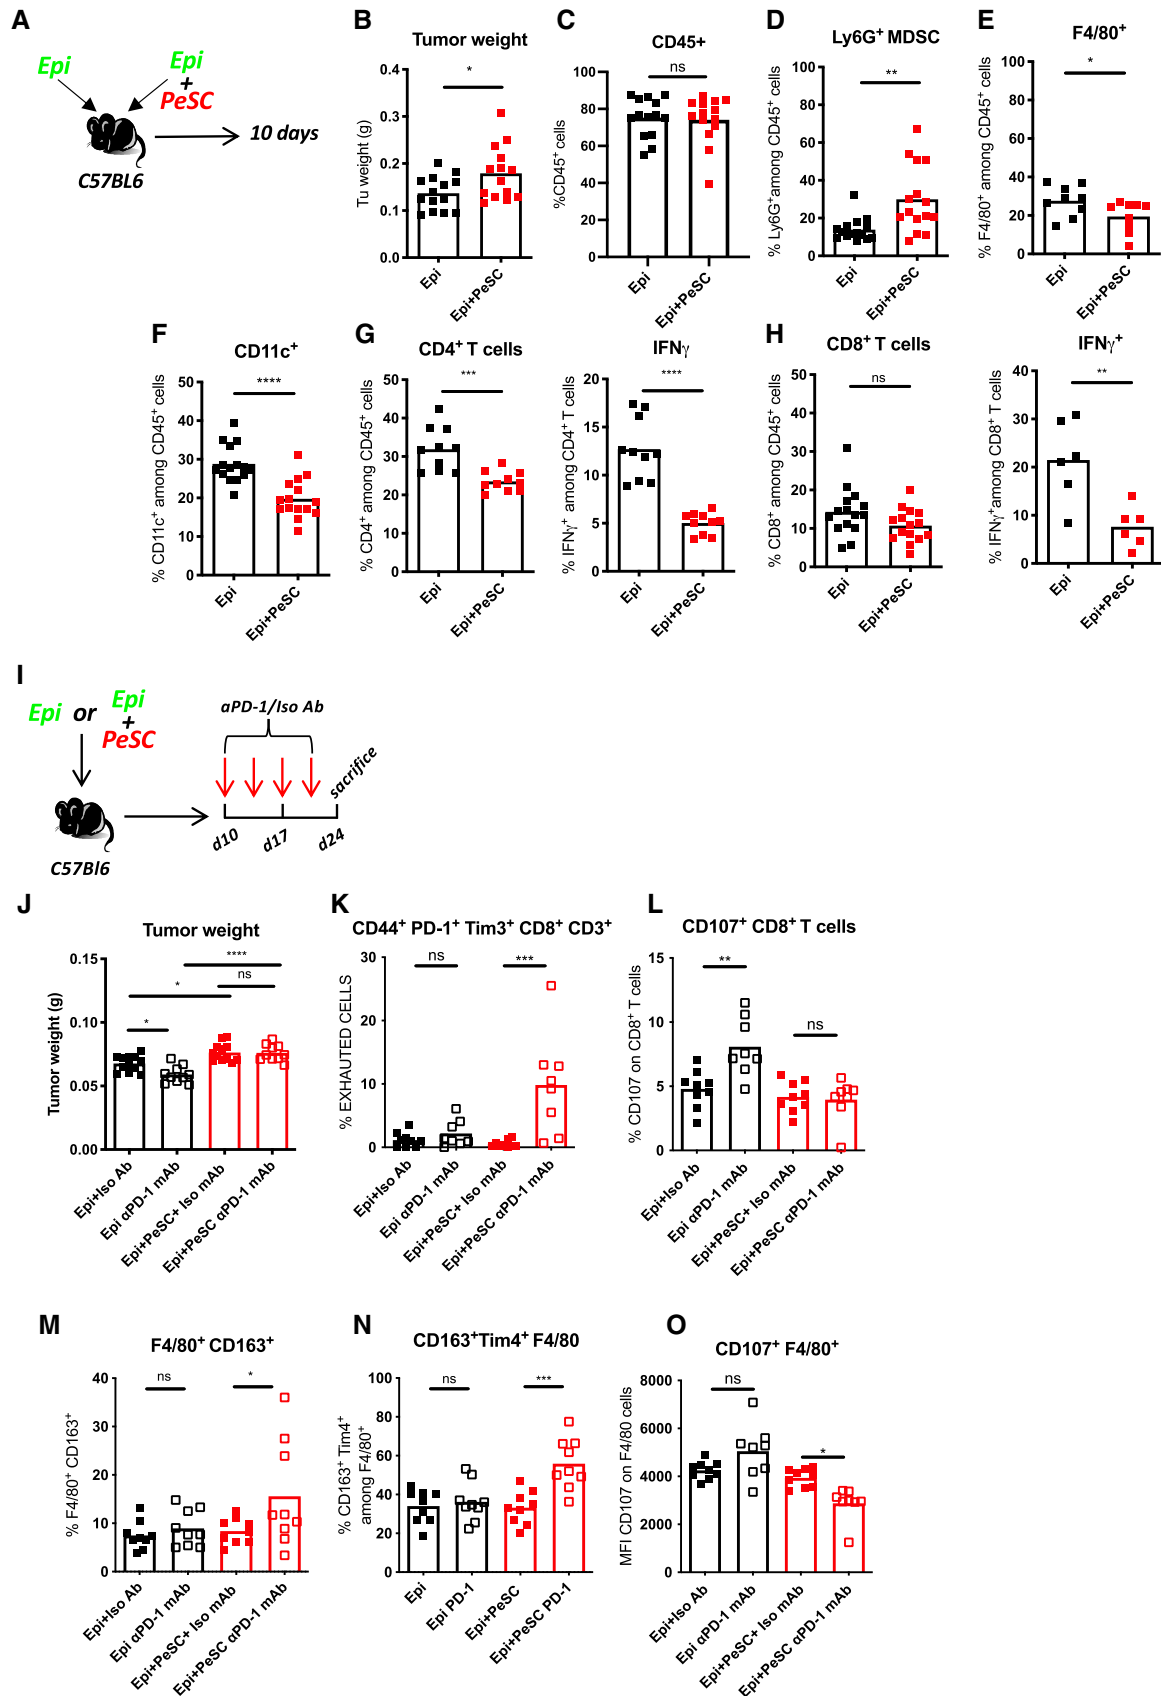 A
Epi
Epi
+
PeSC
C57BL6
10 days
B
Tumor weight
*
Tu weight (g)
0.4
0.3
0.2
0.1
0.0
Epi
Epi+PeSC
C
CD45+
ns
%CD45+ cells
100
80
60
40
20
0
Epi
Epi+PeSC
D
Ly6G+ MDSC
**
% Ly6G+among CD45+ cells
100
80
60
40
20
0
Epi
Epi+PeSC
E
F4/80+
*
% F4/80+ among CD45+ cells
100
80
60
40
20
0
Epi
Epi+PeSC
F
CD11c+
****
% CD11c+ among CD45+ cells
50
40
30
20
10
0
Epi
Epi+PeSC
G
CD4+ T cells
***
% CD4+ among CD45+ cells
50
40
30
20
10
0
Epi
Epi+PeSC
IFNγ
****
% IFNγ+ among CD4+ T cells
20
15
10
5
0
Epi
Epi+PeSC
H
CD8+ T cells
ns
% CD8+ among CD45+ cells
50
40
30
20
10
0
Epi
Epi+PeSC
IFNγ+
**
% IFNγ+among CD8+ T cells
40
30
20
10
0
Epi
Epi+PeSC
I
Epi or Epi
+
PeSC
C57Bl6
aPD-1/Iso Ab
sacrifice
d10
d17
d24
J
Tumor weight
****
ns
*
*
Tumor weight (g)
0.15
0.10
0.05
0.00
Epi+Iso Ab
Epi αPD-1 mAb
Epi+PeSC+ Iso mAb
Epi+PeSC αPD-1 mAb
K
CD44+ PD-1+ Tim3+ CD8+ CD3+
ns
***
% EXHAUTED CELLS
30
20
10
0
Epi+Iso Ab
Epi αPD-1 mAb
Epi+PeSC+ Iso mAb
Epi+PeSC αPD-1 mAb
L
CD107+ CD8+ T cells
**
ns
% CD107 on CD8+ T cells
15
10
5
0
Epi+Iso Ab
Epi αPD-1 mAb
Epi+PeSC+ Iso mAb
Epi+PeSC αPD-1 mAb
M
F4/80+ CD163+
ns
*
% F4/80+ CD163+
40
30
20
10
0
Epi+Iso Ab
Epi αPD-1 mAb
Epi+PeSC+ Iso mAb
Epi+PeSC αPD-1 mAb
N
CD163+Tim4+ F4/80
ns
***
% CD163+ Tim4+
among F4/80+
100
80
60
40
20
0
Epi
Epi PD-1
Epi+PeSC
Epi+PeSC PD-1
O
CD107+ F4/80+
ns
*
MFI CD107 on F4/80 cells
8000
6000
4000
2000
0
Epi+Iso Ab
Epi αPD-1 mAb
Epi+PeSC+ Iso mAb
Epi+PeSC αPD-1 mAb